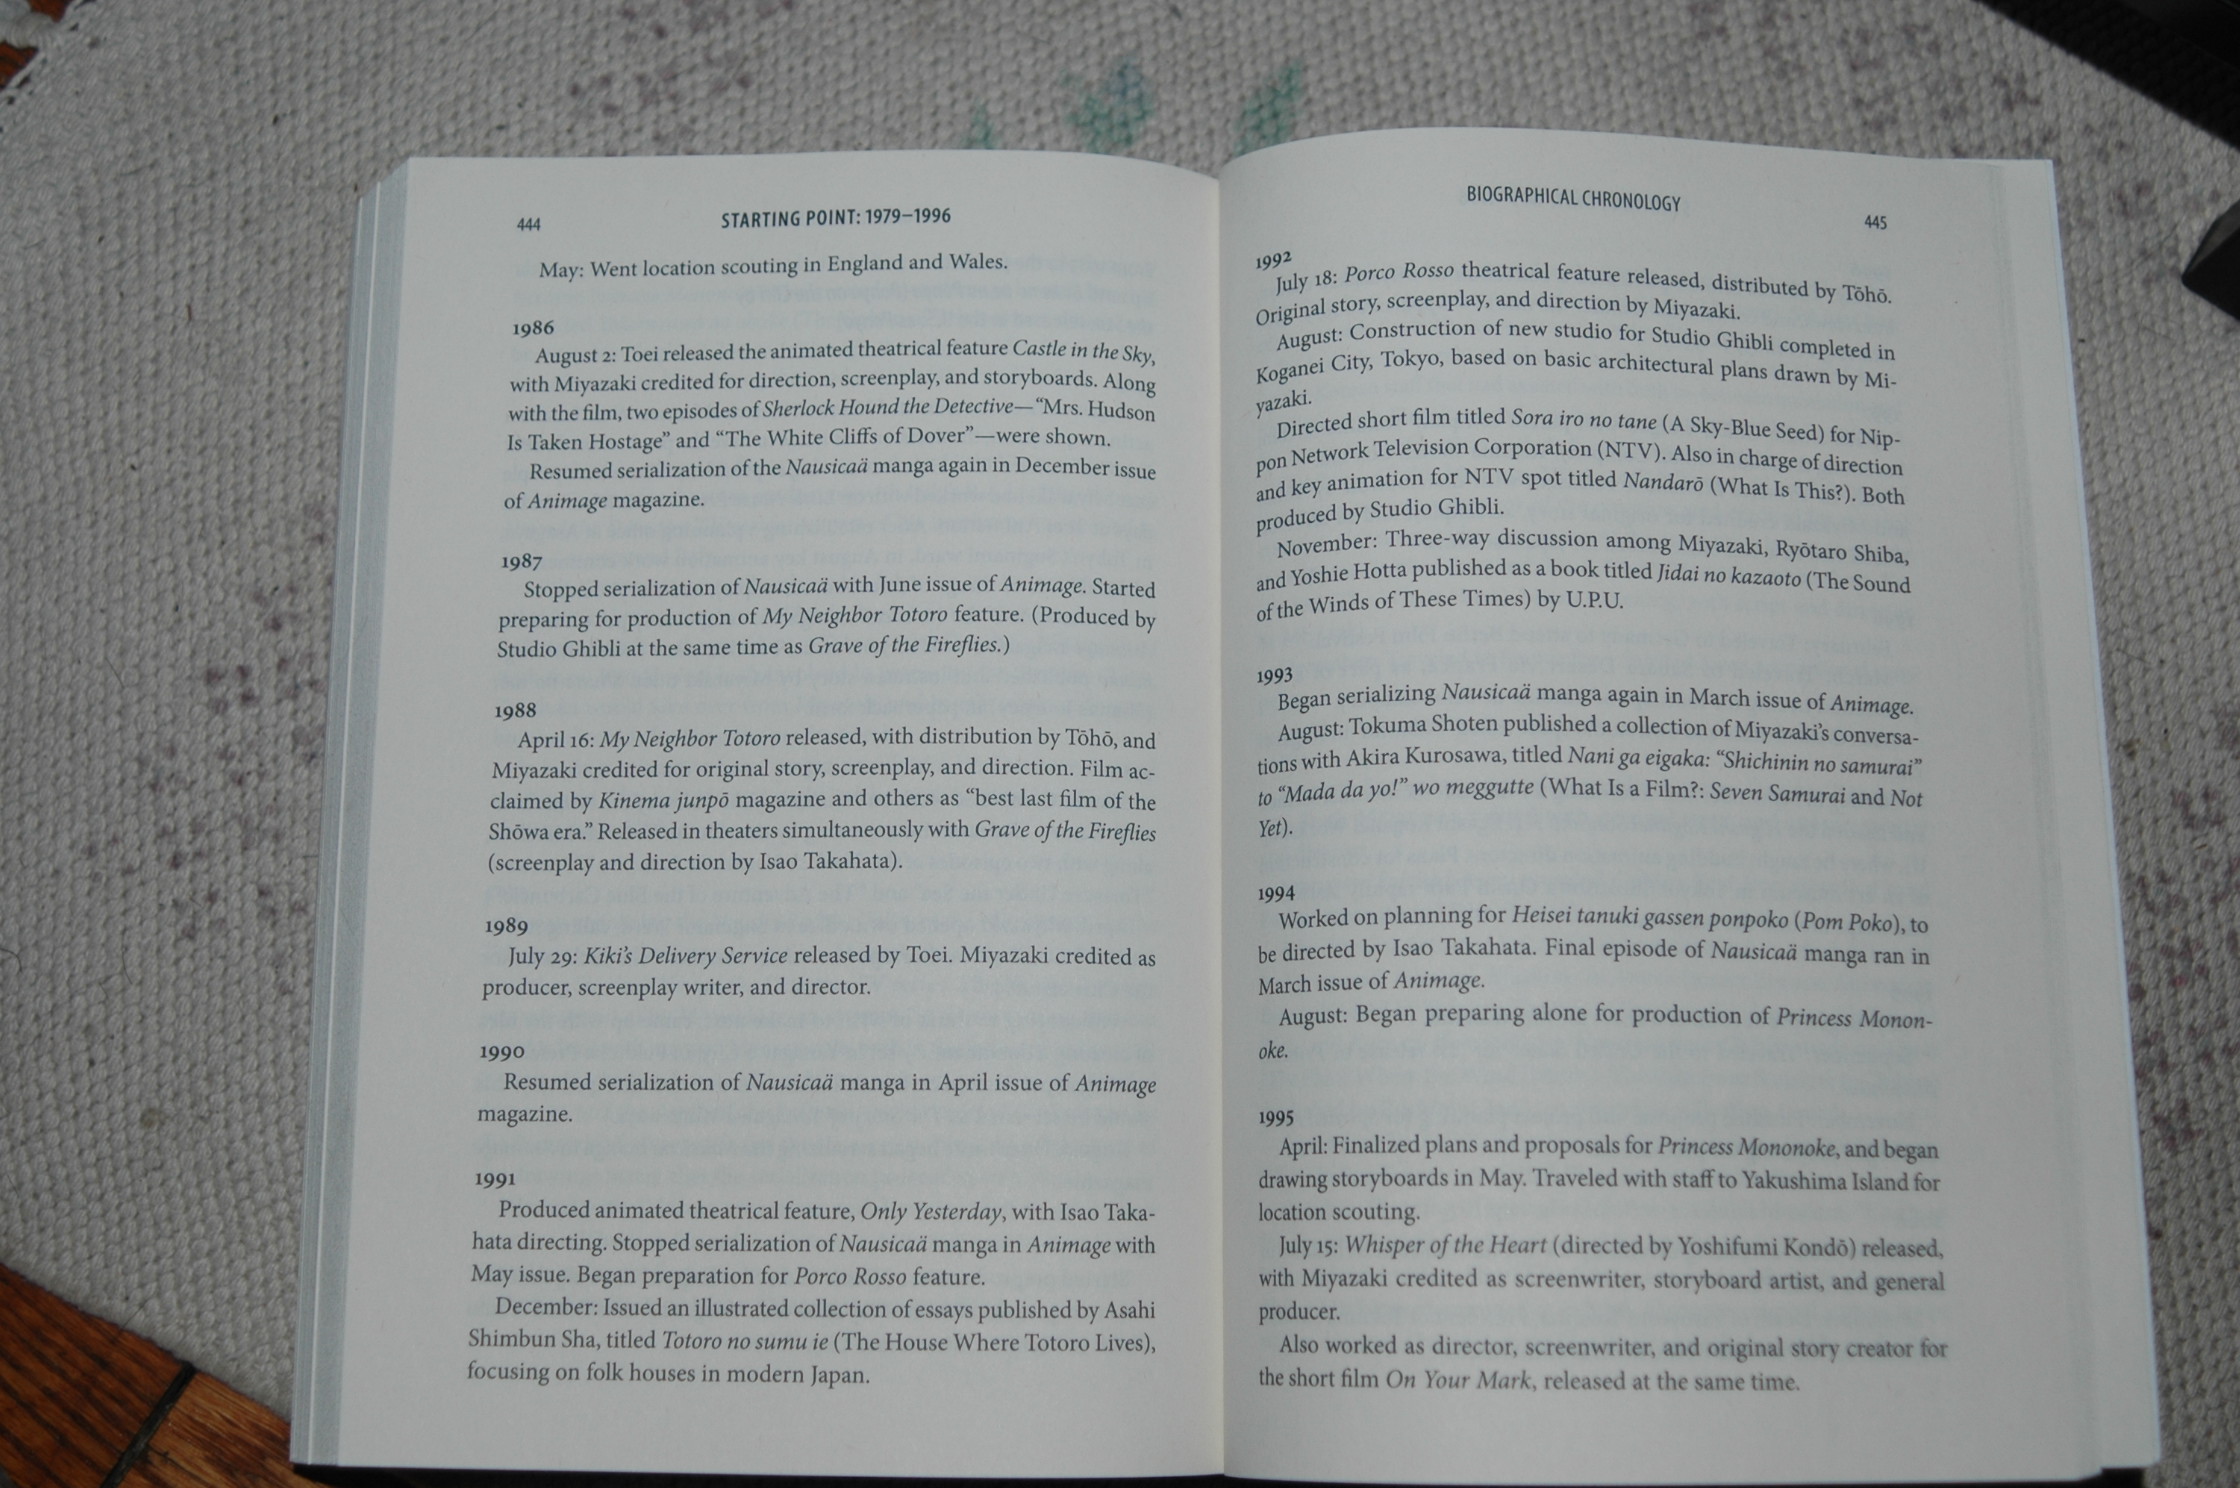 444
STARTING POINT: 1979–1996
May: Went location scouting in England and Wales.
1986
August 2: Toei released the animated theatrical feature Castle in the Sky,
with Miyazaki credited for direction, screenplay, and storyboards. Along
with the film, two episodes of Sherlock Hound the Detective—“Mrs. Hudson
Is Taken Hostage” and “The White Cliffs of Dover”—were shown.
Resumed serialization of the Nausicaä manga again in December issue
of Animage magazine.
1987
Stopped serialization of Nausicaä with June issue of Animage. Started
preparing for production of My Neighbor Totoro feature. (Produced by
Studio Ghibli at the same time as Grave of the Fireflies.)
1988
April 16: My Neighbor Totoro released, with distribution by Tōhō, and
Miyazaki credited for original story, screenplay, and direction. Film ac-
claimed by Kinema junpō magazine and others as “best last film of the
Shōwa era.” Released in theaters simultaneously with Grave of the Fireflies
(screenplay and direction by Isao Takahata).
1989
July 29: Kiki’s Delivery Service released by Toei. Miyazaki credited as
producer, screenplay writer, and director.
1990
Resumed serialization of Nausicaä manga in April issue of Animage
magazine.
1991
Produced animated theatrical feature, Only Yesterday, with Isao Taka-
hata directing. Stopped serialization of Nausicaä manga in Animage with
May issue. Began preparation for Porco Rosso feature.
December: Issued an illustrated collection of essays published by Asahi
Shimbun Sha, titled Totoro no sumu ie (The House Where Totoro Lives),
focusing on folk houses in modern Japan.
BIOGRAPHICAL CHRONOLOGY
445
1992
July 18: Porco Rosso theatrical feature released, distributed by Tōhō.
Original story, screenplay, and direction by Miyazaki.
August: Construction of new studio for Studio Ghibli completed in
Koganei City, Tokyo, based on basic architectural plans drawn by Mi-
yazaki.
Directed short film titled Sora iro no tane (A Sky-Blue Seed) for Nip-
pon Network Television Corporation (NTV). Also in charge of direction
and key animation for NTV spot titled Nandarō (What Is This?). Both
produced by Studio Ghibli.
November: Three-way discussion among Miyazaki, Ryōtaro Shiba,
and Yoshie Hotta published as a book titled Jidai no kazaoto (The Sound
of the Winds of These Times) by U.P.U.
1993
Began serializing Nausicaä manga again in March issue of Animage.
August: Tokuma Shoten published a collection of Miyazaki’s conversa-
tions with Akira Kurosawa, titled Nani ga eigaka: “Shichinin no samurai”
to “Mada da yo!” wo meggutte (What Is a Film?: Seven Samurai and Not
Yet).
1994
Worked on planning for Heisei tanuki gassen ponpoko (Pom Poko), to
be directed by Isao Takahata. Final episode of Nausicaä manga ran in
March issue of Animage.
August: Began preparing alone for production of Princess Monon-
oke.
1995
April: Finalized plans and proposals for Princess Mononoke, and began
drawing storyboards in May. Traveled with staff to Yakushima Island for
location scouting.
July 15: Whisper of the Heart (directed by Yoshifumi Kondō) released,
with Miyazaki credited as screenwriter, storyboard artist, and general
producer.
Also worked as director, screenwriter, and original story creator for
the short film On Your Mark, released at the same time.